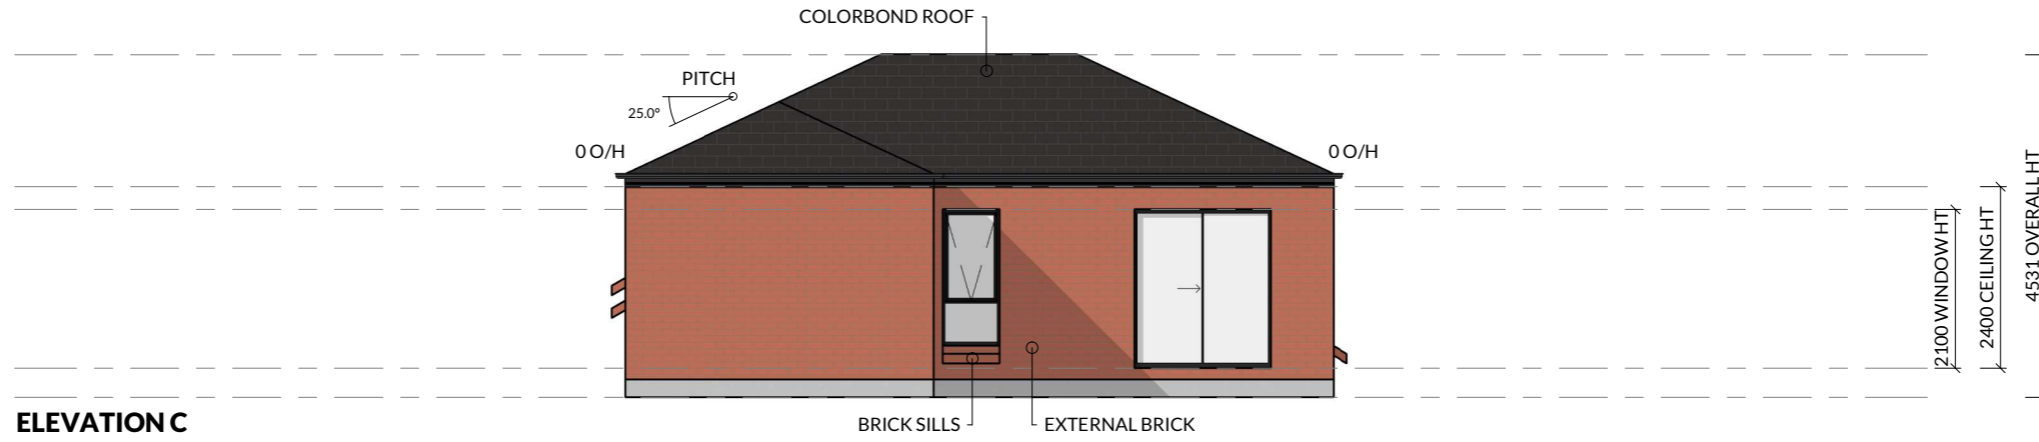 COLORBOND ROOF
PITCH
25.0°
0 O/H
0 O/H
2100 WINDOW HT
2400 CEILING HT
4531 OVERALL HT
BRICK SILLS
EXTERNAL BRICK
ELEVATION C